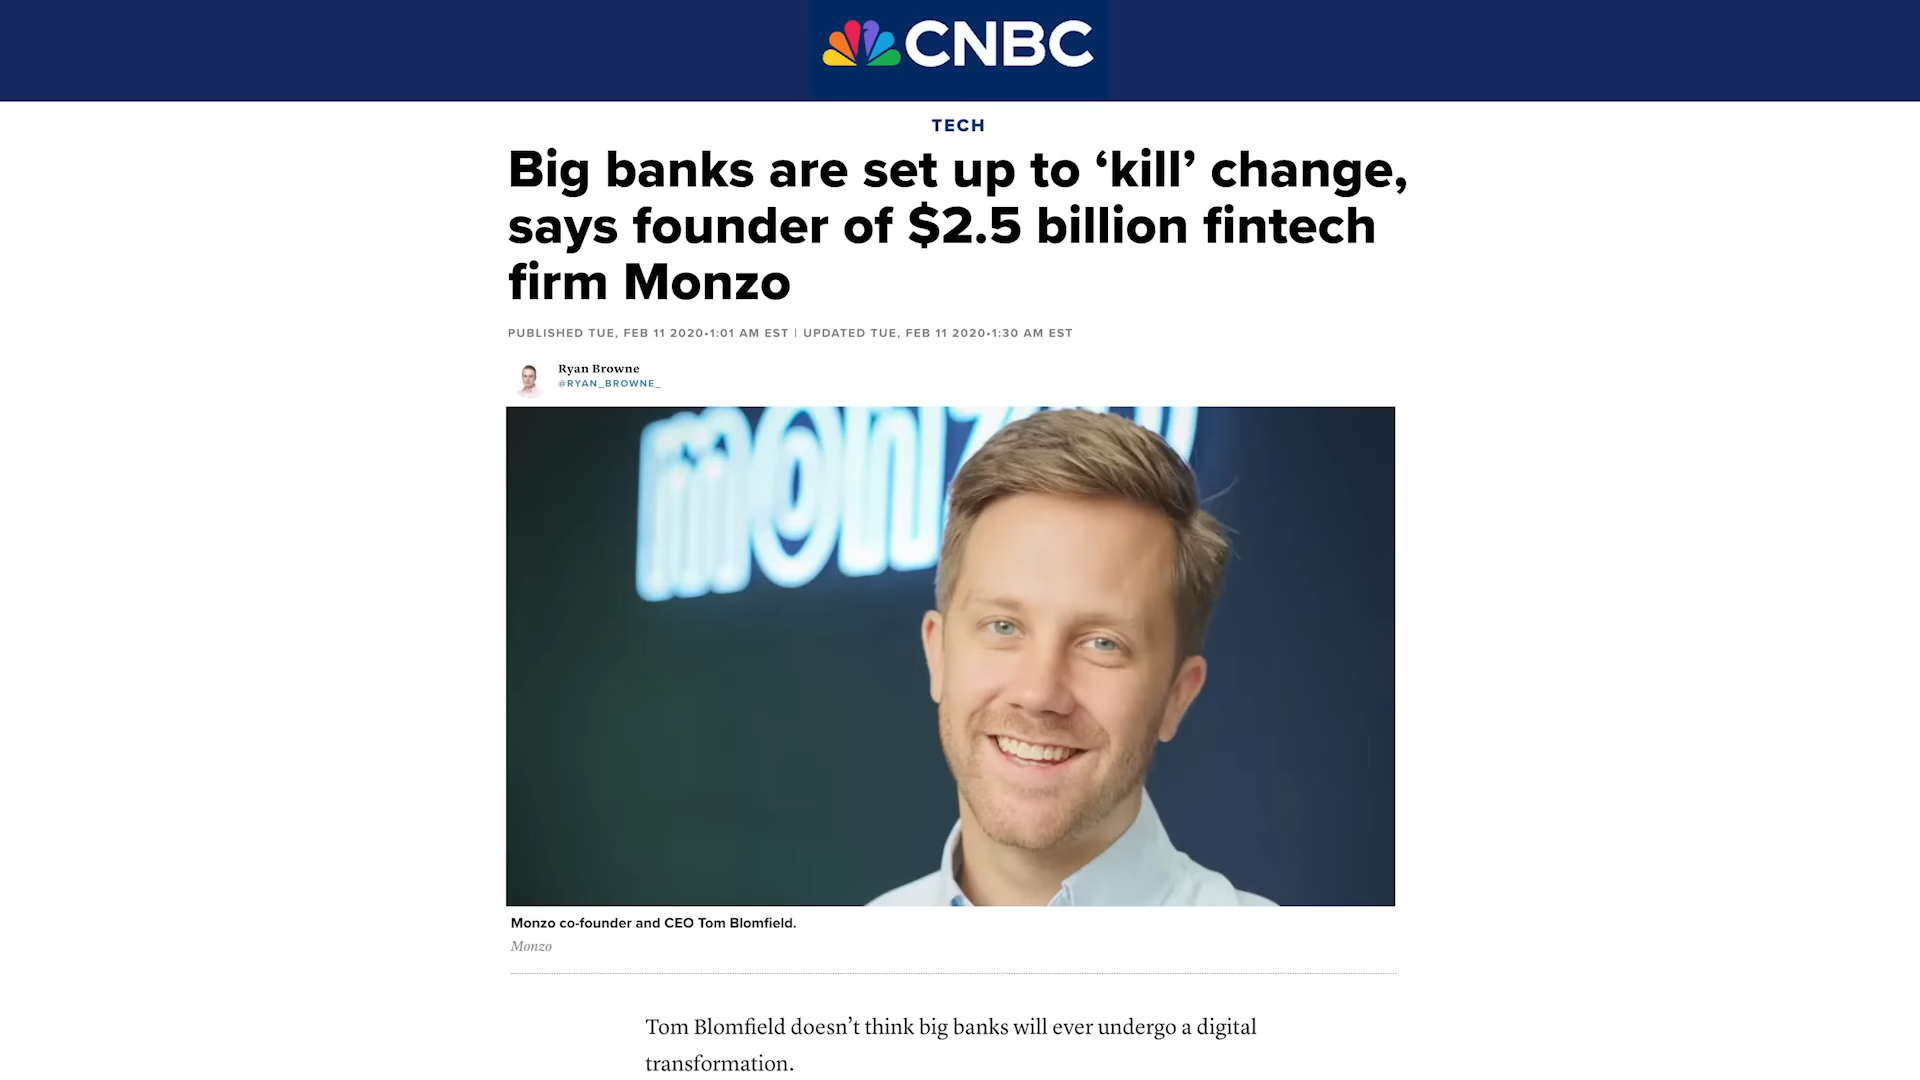 CNBC
TECH
Big banks are set up to ‘kill’ change,
says founder of $2.5 billion fintech
firm Monzo
PUBLISHED TUE, FEB 11 2020•1:01 AM EST | UPDATED TUE, FEB 11 2020•1:30 AM EST
Ryan Browne
@RYAN_BROWNE_
monzo
Monzo co-founder and CEO Tom Blomfield.
Monzo
Tom Blomfield doesn’t think big banks will ever undergo a digital
transformation.